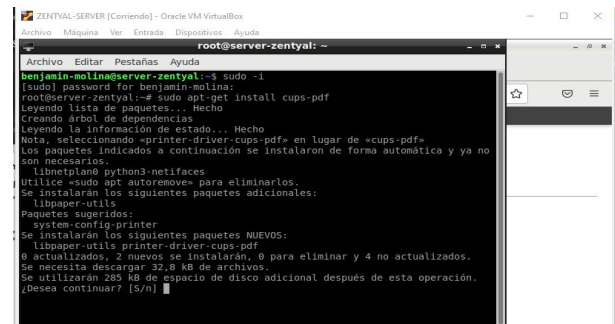 ZENTYAL-SERVER [Corriendo] - Oracle VM VirtualBox
Archivo Máquina Ver Entrada Dispositivos Ayuda
root@server-zentyal: ~
Archivo Editar Pestañas Ayuda
benjamin-molina@server-zentyal:~$ sudo -i
[sudo] password for benjamin-molina:
root@server-zentyal:~# sudo apt-get install cups-pdf
Leyendo lista de paquetes... Hecho
Creando árbol de dependencias
Leyendo la información de estado... Hecho
Nota, seleccionando «printer-driver-cups-pdf» en lugar de «cups-pdf»
Los paquetes indicados a continuación se instalaron de forma automática y ya no
son necesarios.
libnetplan0 python3-netifaces
Utilice «sudo apt autoremove» para eliminarlos.
Se instalarán los siguientes paquetes adicionales:
libpaper-utils
Paquetes sugeridos:
system-config-printer
Se instalarán los siguientes paquetes NUEVOS:
libpaper-utils printer-driver-cups-pdf
0 actualizados, 2 nuevos se instalarán, 0 para eliminar y 4 no actualizados.
Se necesita descargar 32,8 kB de archivos.
Se utilizarán 285 kB de espacio de disco adicional después de esta operación.
¿Desea continuar? [S/n]